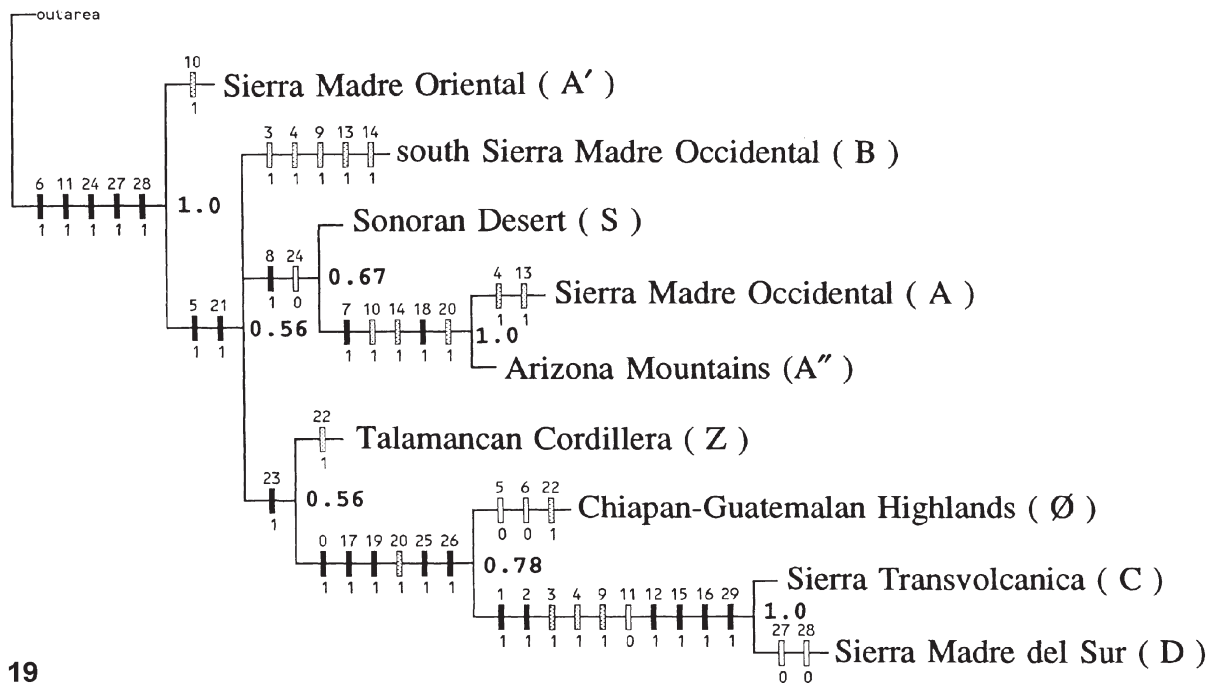 outarea
10
Sierra Madre Oriental ( A′ )
1
3 4 9 13 14
south Sierra Madre Occidental ( B )
1 1 1 1 1
6 11 24 27 28
1.0
1 1 1 1 1
Sonoran Desert ( S )
8 24
0.67
1 0
4 13
Sierra Madre Occidental ( A )
1 1
5 21
0.56
1 1
7 10 14 18 20
1.0
1 1 1 1 1
Arizona Mountains (A″ )
22
Talamancan Cordillera ( Z )
1
23
0.56
1
5 6 22
Chiapan-Guatemalan Highlands ( Ø )
0 0 1
0 17 19 20 25 26
0.78
1 1 1 1 1 1
Sierra Transvolcanica ( C )
1 2 3 4 9 11 12 15 16 29
1.0
1 1 1 1 1 0 1 1 1 1
27 28
Sierra Madre del Sur ( D )
0 0
19